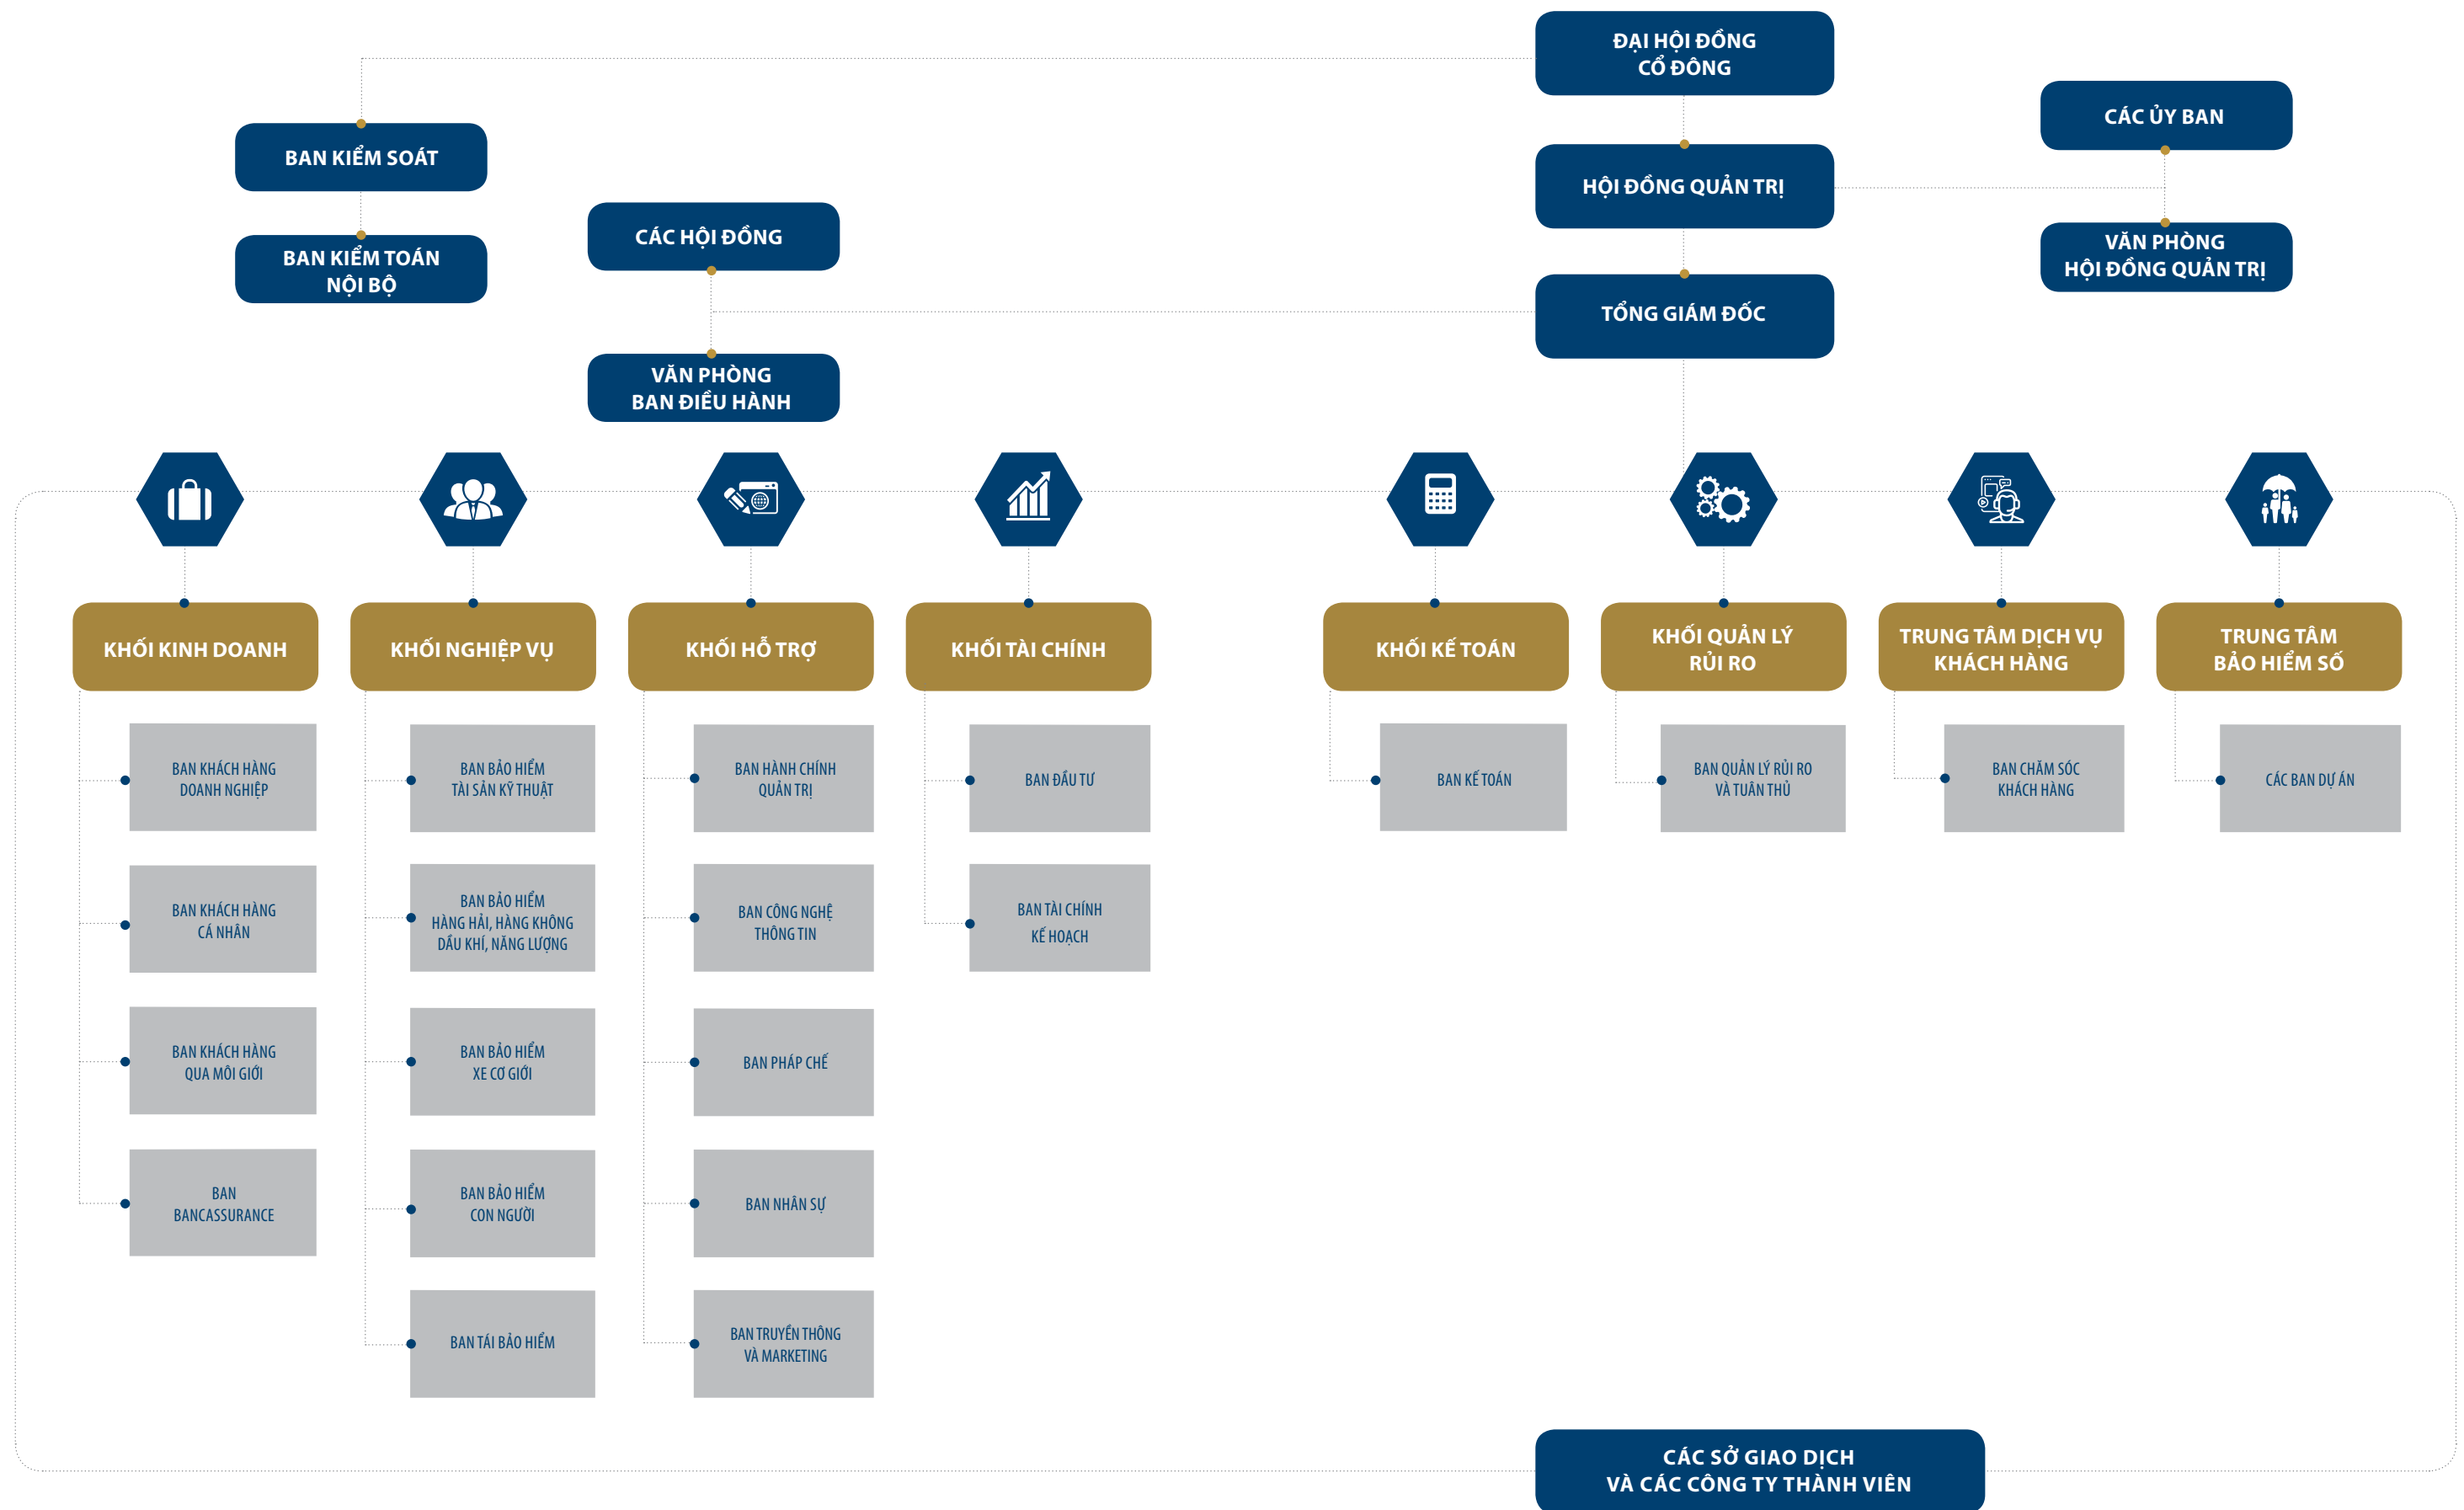 ĐẠI HỘI ĐỒNG
CỔ ĐÔNG
CÁC ỦY BAN
BAN KIỂM SOÁT
HỘI ĐỒNG QUẢN TRỊ
CÁC HỘI ĐỒNG
BAN KIỂM TOÁN
NỘI BỘ
VĂN PHÒNG
HỘI ĐỒNG QUẢN TRỊ
TỔNG GIÁM ĐỐC
VĂN PHÒNG
BAN ĐIỀU HÀNH
KHỐI KINH DOANH
BAN KHÁCH HÀNG
DOANH NGHIỆP
BAN KHÁCH HÀNG
CÁ NHÂN
BAN KHÁCH HÀNG
QUA MÔI GIỚI
BAN
BANCASSURANCE
KHỐI NGHIỆP VỤ
BAN BẢO HIỂM
TÀI SẢN KỸ THUẬT
BAN BẢO HIỂM
HÀNG HẢI, HÀNG KHÔNG
DẦU KHÍ, NĂNG LƯỢNG
BAN BẢO HIỂM
XE CƠ GIỚI
BAN BẢO HIỂM
CON NGƯỜI
BAN TÁI BẢO HIỂM
KHỐI HỖ TRỢ
BAN HÀNH CHÍNH
QUẢN TRỊ
BAN CÔNG NGHỆ
THÔNG TIN
BAN PHÁP CHẾ
BAN NHÂN SỰ
BAN TRUYỀN THÔNG
VÀ MARKETING
KHỐI TÀI CHÍNH
BAN ĐẦU TƯ
BAN TÀI CHÍNH
KẾ HOẠCH
KHỐI KẾ TOÁN
BAN KẾ TOÁN
KHỐI QUẢN LÝ
RỦI RO
BAN QUẢN LÝ RỦI RO
VÀ TUÂN THỦ
TRUNG TÂM DỊCH VỤ
KHÁCH HÀNG
BAN CHĂM SÓC
KHÁCH HÀNG
TRUNG TÂM
BẢO HIỂM SỐ
CÁC BAN DỰ ÁN
CÁC SỞ GIAO DỊCH
VÀ CÁC CÔNG TY THÀNH VIÊN